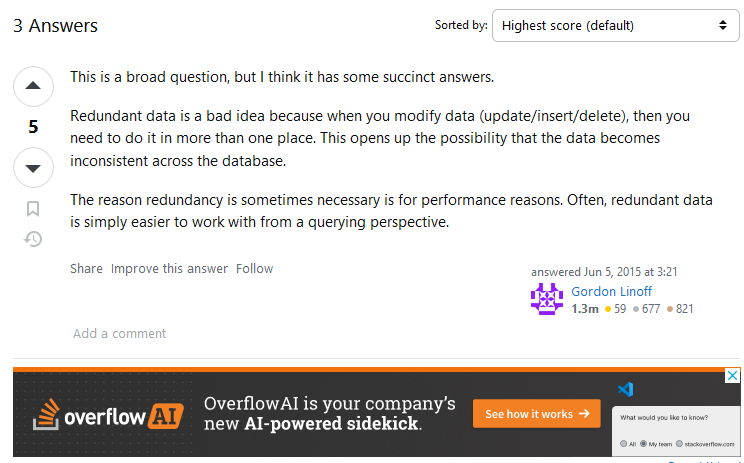 3 Answers
Sorted by: Highest score (default)
This is a broad question, but I think it has some succinct answers.
5
Redundant data is a bad idea because when you modify data (update/insert/delete), then you
need to do it in more than one place. This opens up the possibility that the data becomes
inconsistent across the database.
The reason redundancy is sometimes necessary is for performance reasons. Often, redundant data
is simply easier to work with from a querying perspective.
Share Improve this answer Follow
answered Jun 5, 2015 at 3:21
Gordon Linoff
1.3m 59 677 821
Add a comment
overflowAI
OverflowAI is your company's
new AI-powered sidekick.
See how it works →
What would you like to know?
All My team stackoverflow.com